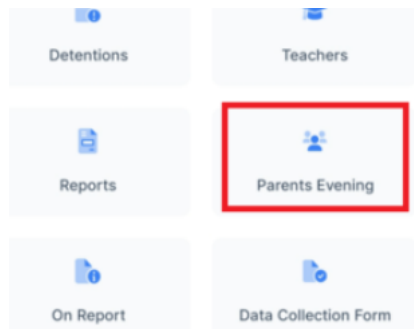 Detentions
Teachers
Reports
Parents Evening
On Report
Data Collection Form